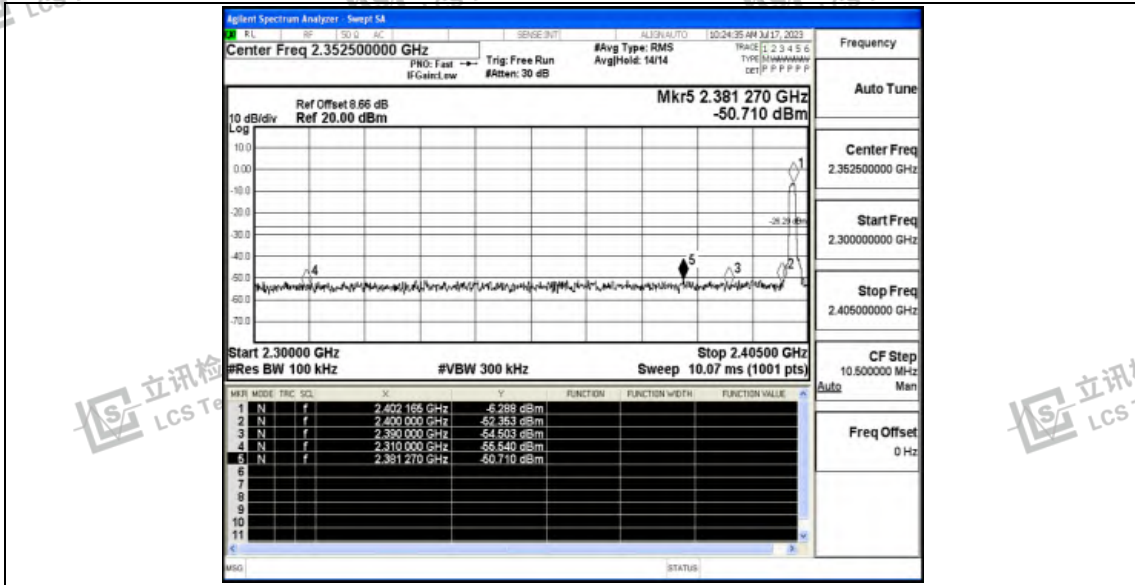 Agilent Spectrum Analyzer - Swept SA
RL RF 50 Ω AC SENSE:INT ALIGNAUTO 10:24:35 AM Jul 17, 2023
Center Freq 2.352500000 GHz
PNO: Fast
IFGain:Low
Trig: Free Run
#Atten: 30 dB
#Avg Type: RMS
Avg|Hold: 14/14
TRACE 1 2 3 4 5 6
TYPE MWWWWW
DET P P P P P P
Mkr5 2.381 270 GHz
-50.710 dBm
Ref Offset 8.66 dB
10 dB/div Ref 20.00 dBm
Log
10.0
0.00
-10.0
-20.0
-30.0
-40.0
-50.0
-60.0
-70.0
1
-26.29 dBm
4
5
3
2
Start 2.30000 GHz Stop 2.40500 GHz
#Res BW 100 kHz #VBW 300 kHz Sweep 10.07 ms (1001 pts)
MKR MODE TRC SCL X Y FUNCTION FUNCTION WIDTH FUNCTION VALUE
1 N f 2.402 165 GHz -6.288 dBm
2 N f 2.400 000 GHz -52.353 dBm
3 N f 2.390 000 GHz -54.503 dBm
4 N f 2.310 000 GHz -55.540 dBm
5 N f 2.381 270 GHz -50.710 dBm
6
7
8
9
10
11
MSG STATUS
Frequency
Auto Tune
Center Freq
2.352500000 GHz
Start Freq
2.300000000 GHz
Stop Freq
2.405000000 GHz
CF Step
10.500000 MHz
Auto Man
Freq Offset
0 Hz
立讯检
LCS Te
立讯
LCS